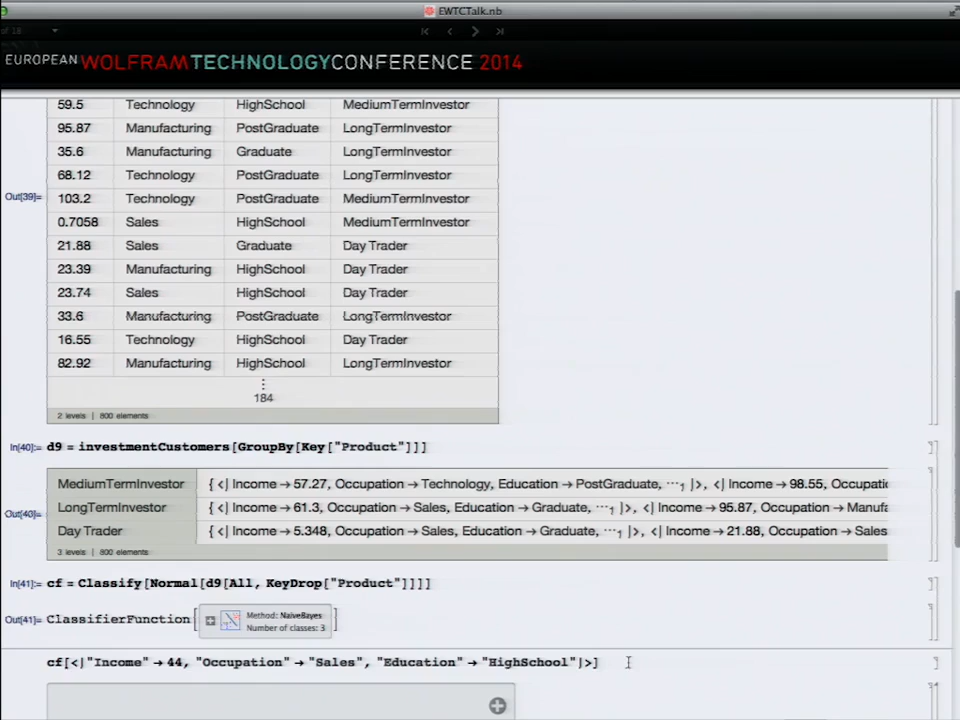 EWTCTalk.nb
of 18
EUROPEAN WOLFRAMTECHNOLOGYCONFERENCE 2014
59.5 Technology HighSchool MediumTermInvestor
95.87 Manufacturing PostGraduate LongTermInvestor
35.6 Manufacturing Graduate LongTermInvestor
68.12 Technology PostGraduate LongTermInvestor
Out[39]=
103.2 Technology PostGraduate MediumTermInvestor
0.7058 Sales HighSchool MediumTermInvestor
21.88 Sales Graduate Day Trader
23.39 Manufacturing HighSchool Day Trader
23.74 Sales HighSchool Day Trader
33.6 Manufacturing PostGraduate LongTermInvestor
16.55 Technology HighSchool Day Trader
82.92 Manufacturing HighSchool LongTermInvestor
⋮
184
2 levels | 800 elements
In[40]:= d9 = investmentCustomers[GroupBy[Key["Product"]]]
MediumTermInvestor { <| Income → 57.27, Occupation → Technology, Education → PostGraduate, ⋯1 |>, <| Income → 98.55, Occupatio
Out[40]= LongTermInvestor { <| Income → 61.3, Occupation → Sales, Education → Graduate, ⋯1 |>, <| Income → 95.87, Occupation → Manufa
Day Trader { <| Income → 5.348, Occupation → Sales, Education → Graduate, ⋯1 |>, <| Income → 21.88, Occupation → Sales
3 levels | 800 elements
In[41]:= cf = Classify[Normal[d9[All, KeyDrop["Product"]]]]
Out[41]= ClassifierFunction[ Method: NaiveBayes
Number of classes: 3 ]
cf[<|"Income" → 44, "Occupation" → "Sales", "Education" → "HighSchool"|>]